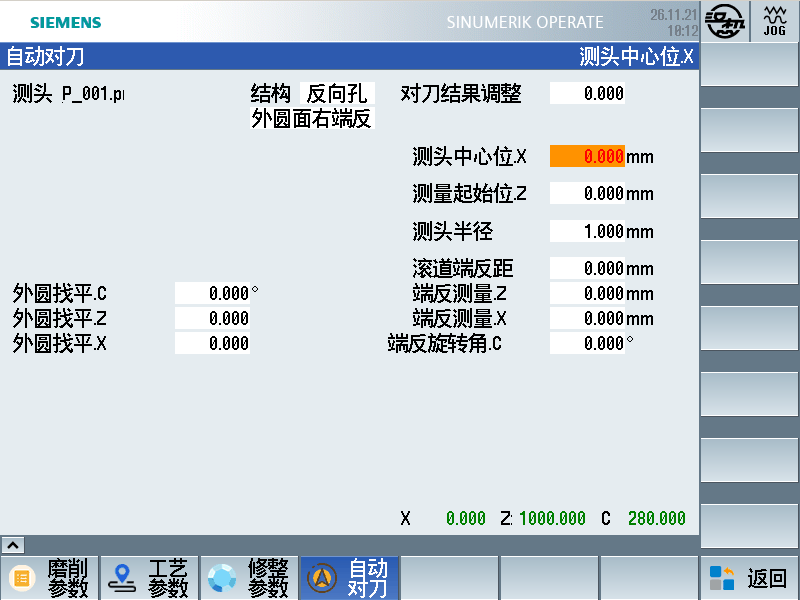 SIEMENS
SINUMERIK OPERATE
26.11.21
10:12
JOG
自动对刀 测头中心位.X
测头 P_001.p 结构 反向孔 对刀结果调整 0.000
外圆面右端反
测头中心位.X 0.000 mm
测量起始位.Z 0.000 mm
测头半径 1.000 mm
滚道端反距 0.000 mm
外圆找平.C 0.000 ° 端反测量.Z 0.000 mm
外圆找平.Z 0.000 端反测量.X 0.000 mm
外圆找平.X 0.000 端反旋转角.C 0.000 °
X 0.000 Z: 1000.000 C 280.000
磨削参数
工艺参数
修整参数
自动对刀
返回